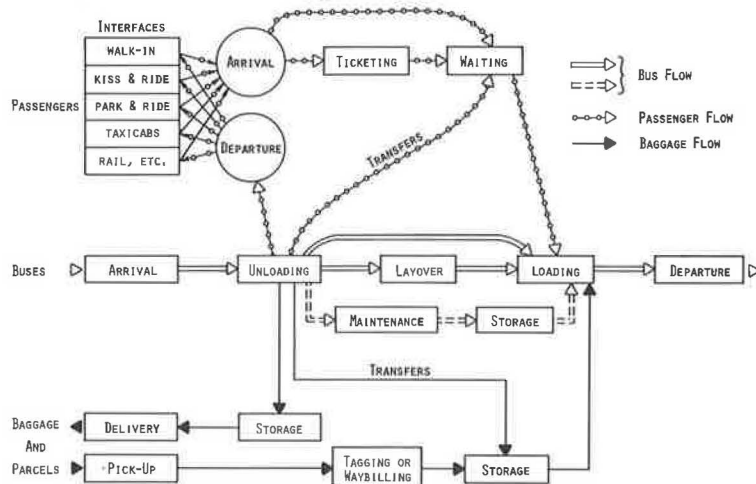 INTERFACES
WALK-IN
KISS & RIDE
PASSENGERS
PARK & RIDE
TAXICABS
RAIL, ETC.
ARRIVAL
DEPARTURE
TICKETING
WAITING
BUS FLOW
PASSENGER FLOW
BAGGAGE FLOW
TRANSFERS
BUSES
ARRIVAL
UNLOADING
LAYOVER
LOADING
DEPARTURE
MAINTENANCE
STORAGE
TRANSFERS
BAGGAGE
AND
PARCELS
DELIVERY
STORAGE
PICK-UP
TAGGING OR
WAYBILLING
STORAGE